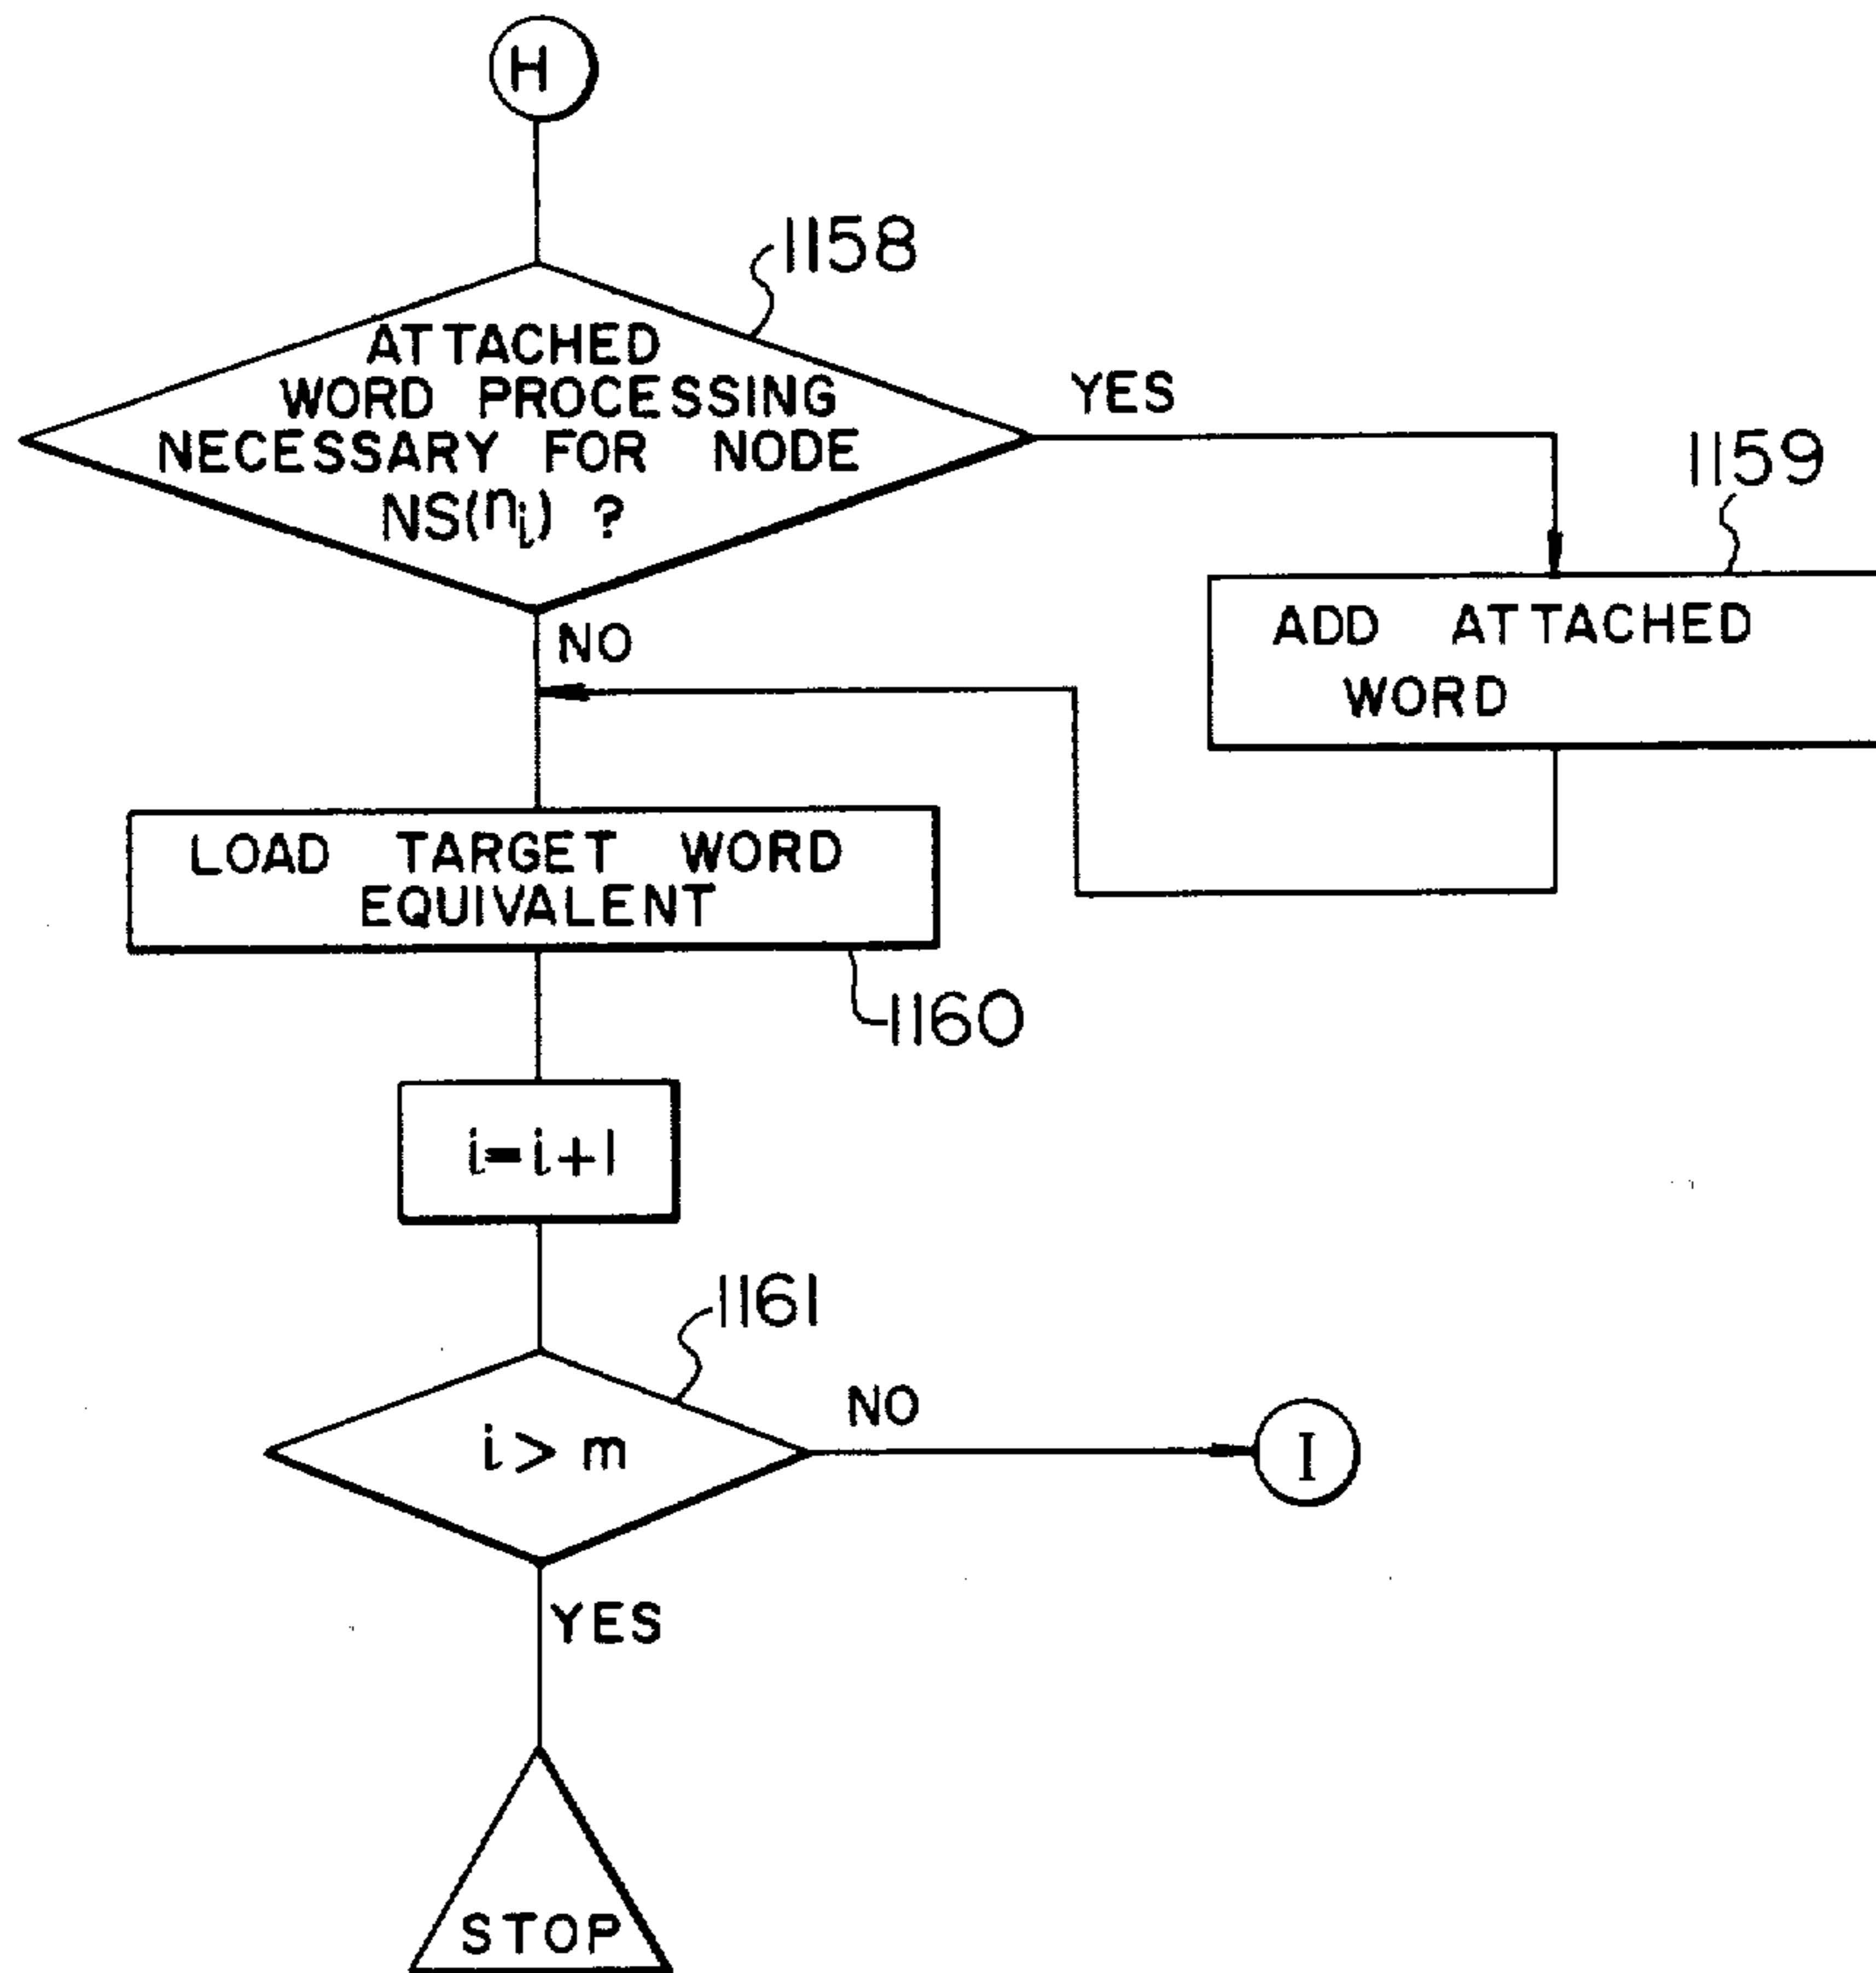 H
1158
ATTACHED
WORD PROCESSING
NECESSARY FOR NODE
NS(ni) ?
YES
1159
ADD ATTACHED
WORD
NO
LOAD TARGET WORD
EQUIVALENT
1160
i=i+1
1161
i > m
NO
I
YES
STOP